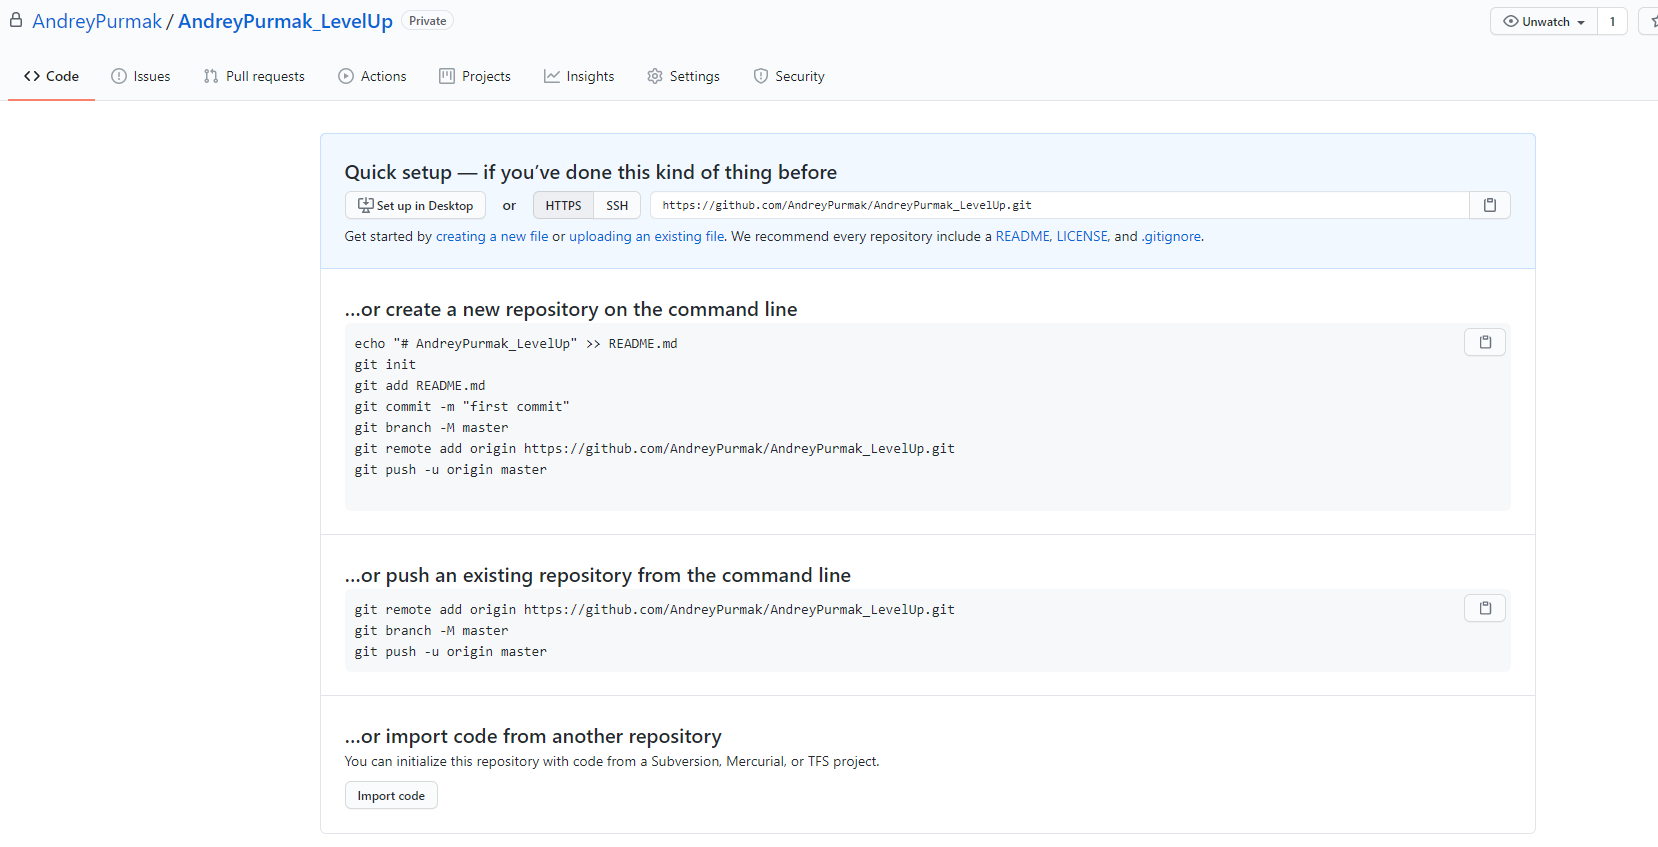 AndreyPurmak / AndreyPurmak_LevelUp Private
Unwatch 1
Code Issues Pull requests Actions Projects Insights Settings Security
Quick setup — if you’ve done this kind of thing before
Set up in Desktop or HTTPS SSH https://github.com/AndreyPurmak/AndreyPurmak_LevelUp.git
Get started by creating a new file or uploading an existing file. We recommend every repository include a README, LICENSE, and .gitignore.
…or create a new repository on the command line
echo "# AndreyPurmak_LevelUp" >> README.md
git init
git add README.md
git commit -m "first commit"
git branch -M master
git remote add origin https://github.com/AndreyPurmak/AndreyPurmak_LevelUp.git
git push -u origin master
…or push an existing repository from the command line
git remote add origin https://github.com/AndreyPurmak/AndreyPurmak_LevelUp.git
git branch -M master
git push -u origin master
…or import code from another repository
You can initialize this repository with code from a Subversion, Mercurial, or TFS project.
Import code